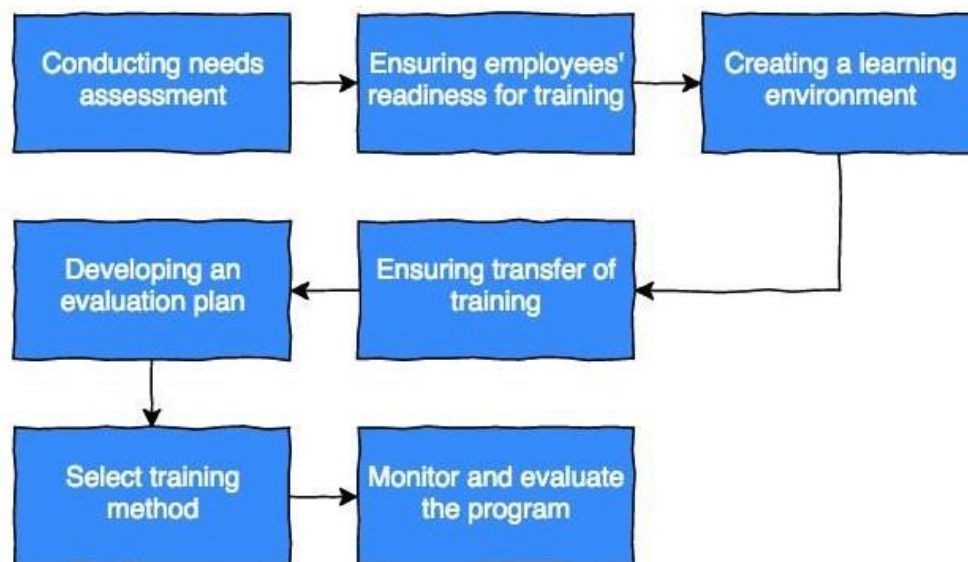 Conducting needs
assessment
Ensuring employees'
readiness for training
Creating a learning
environment
Ensuring transfer of
training
Developing an
evaluation plan
Select training
method
Monitor and evaluate
the program